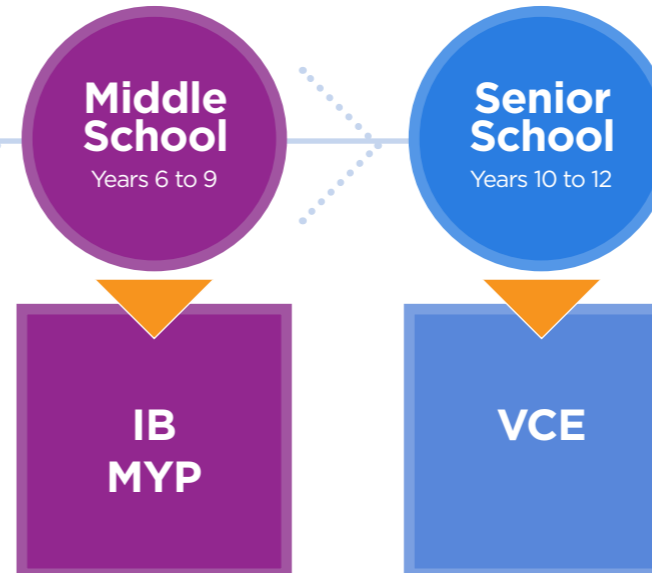 Middle
School
Years 6 to 9
Senior
School
Years 10 to 12
IB
MYP
VCE